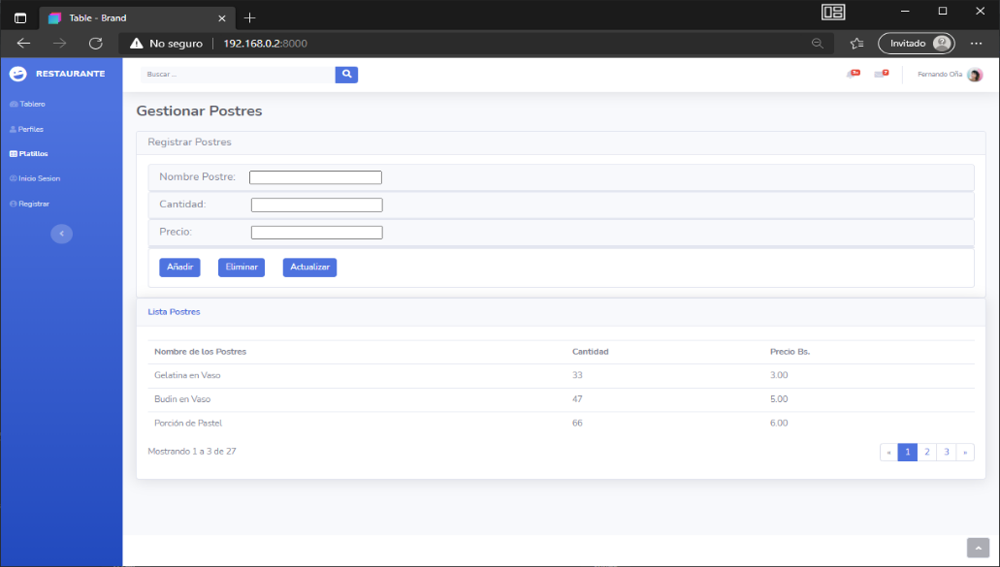 Table - Brand
No seguro
192.168.0.2:8000
Invitado
RESTAURANTE
Buscar ...
Fernando Oña
Tablero
Perfiles
Platillos
Inicio Sesion
Registrar
Gestionar Postres
Registrar Postres
Nombre Postre:
Cantidad:
Precio:
Añadir Eliminar Actualizar
Lista Postres
Nombre de los Postres Cantidad Precio Bs.
Gelatina en Vaso 33 3.00
Budin en Vaso 47 5.00
Porción de Pastel 66 6.00
Mostrando 1 a 3 de 27
« 1 2 3 »